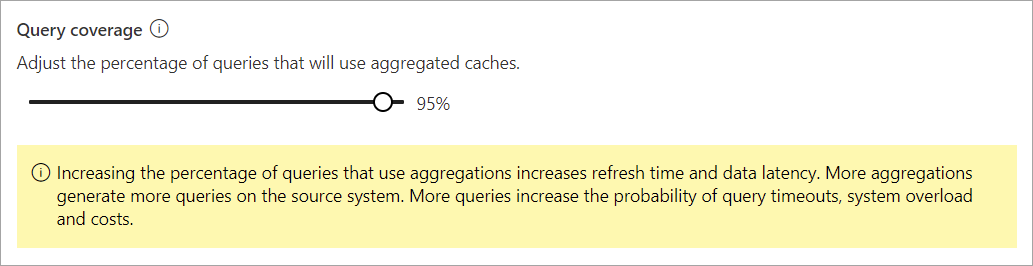 Query coverage
Adjust the percentage of queries that will use aggregated caches.
95%
Increasing the percentage of queries that use aggregations increases refresh time and data latency. More aggregations
generate more queries on the source system. More queries increase the probability of query timeouts, system overload
and costs.